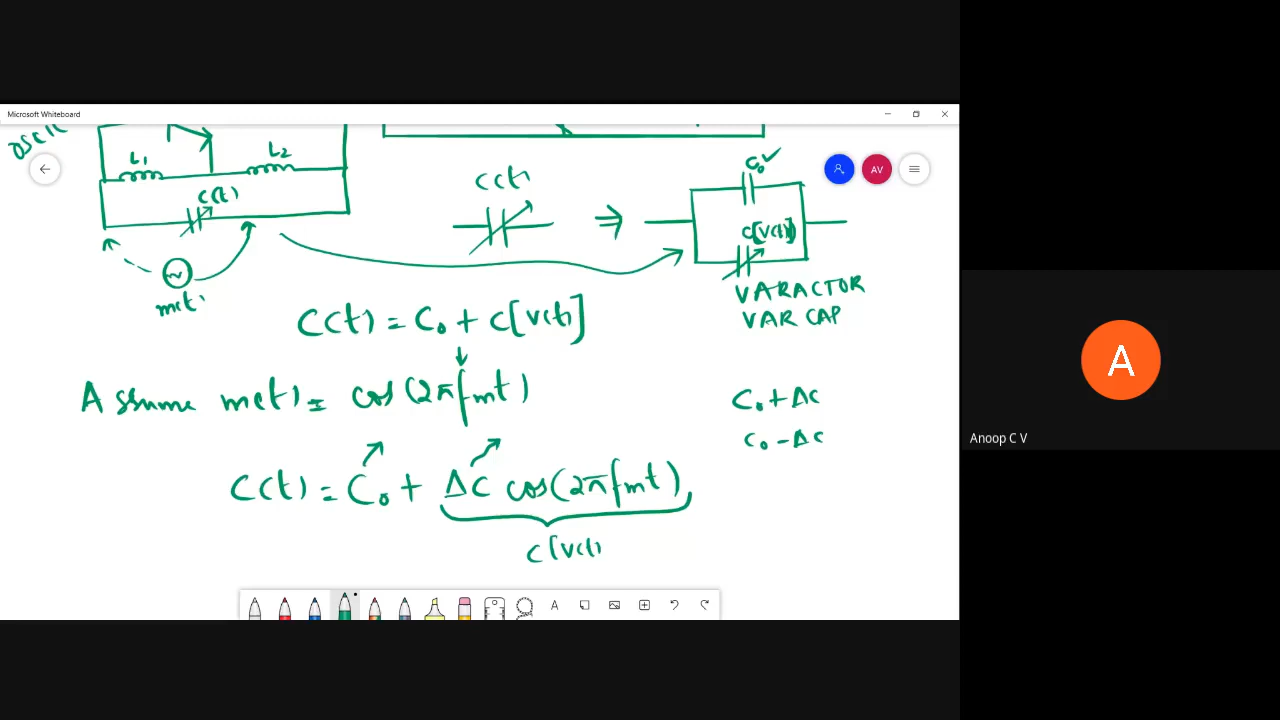 Microsoft Whiteboard
L1
L2
C(t)
m(t)
C(t)
⇒
C0 ✓
C[V(t)]
VARACTOR
VAR CAP
C(t) = C0 + C[V(t)]
Assume m(t) = cos(2πfmt)
C0 + ΔC
C0 - ΔC
C(t) = C0 + ΔC cos(2πfmt)
C[V(t)
AV
A
A
Anoop C V